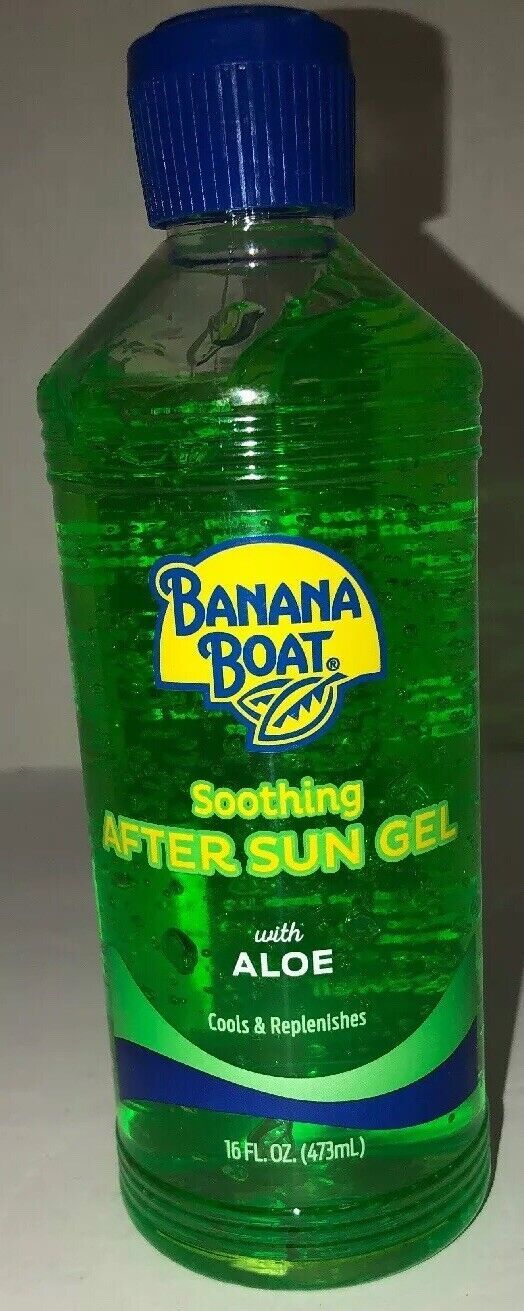 BANANA
BOAT®
Soothing
AFTER SUN GEL
with
ALOE
Cools & Replenishes
16 FL. OZ. (473mL)